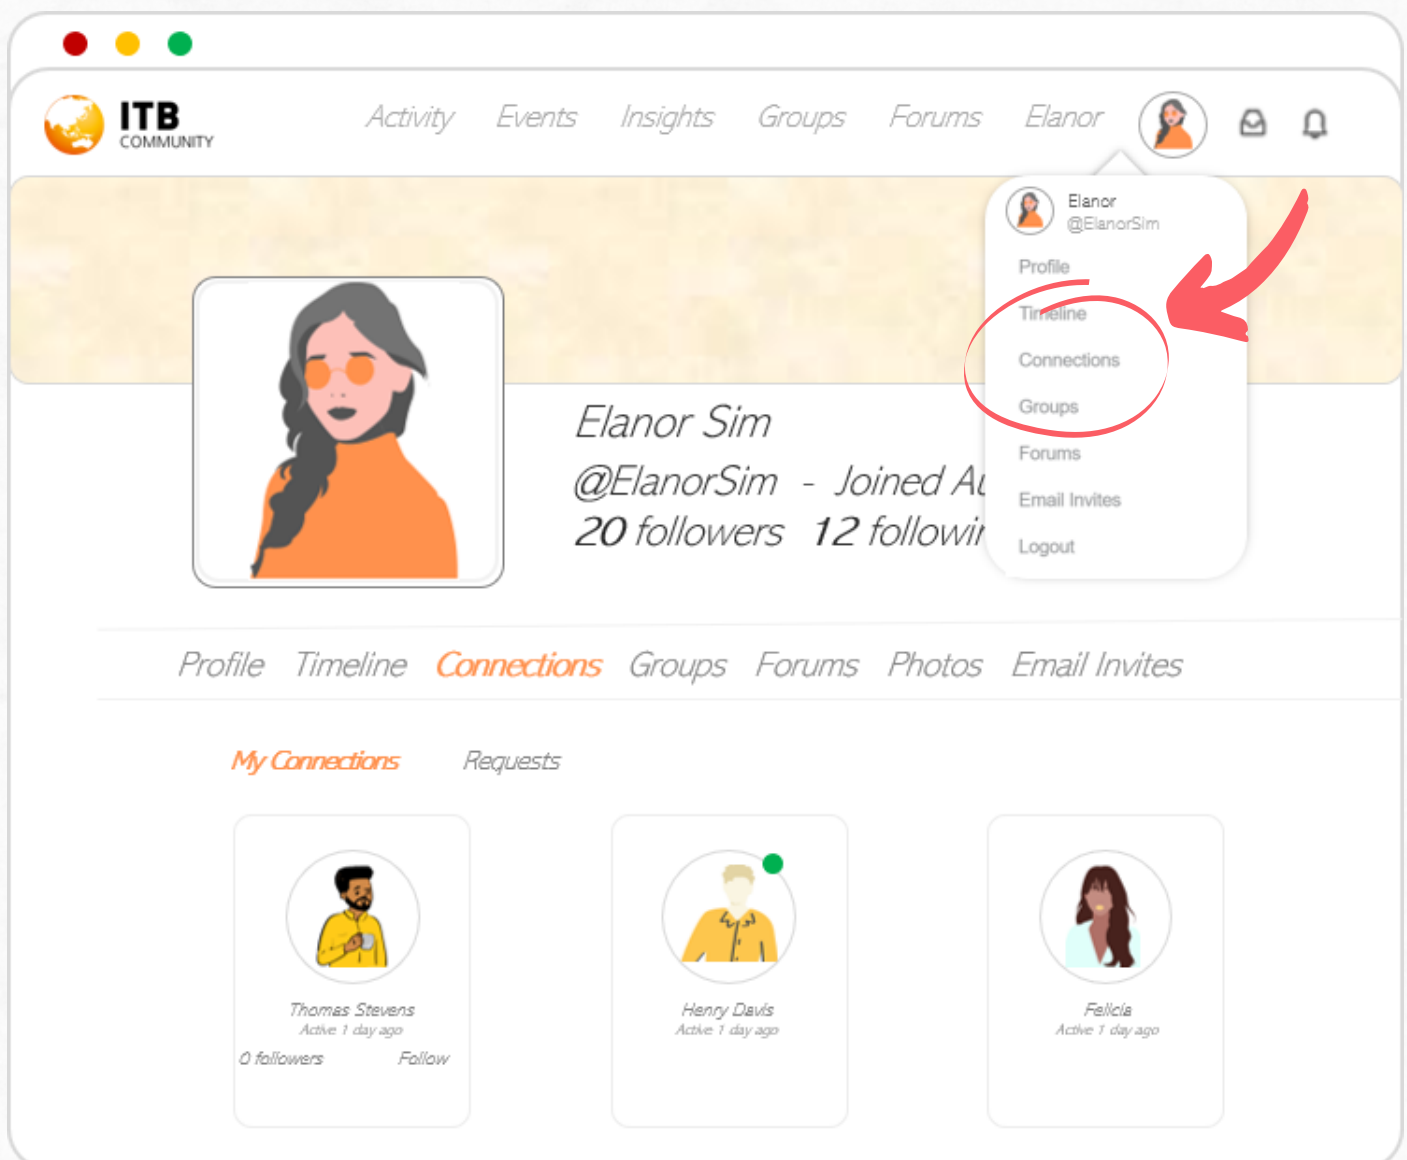 ITB
COMMUNITY
Activity Events Insights Groups Forums Elanor
Elanor
@ElanorSim
Profile
Timeline
Connections
Groups
Forums
Email Invites
Logout
Elanor Sim
@ElanorSim - Joined
20 followers 12
Profile Timeline Connections Groups Forums Photos Email Invites
My Connections Requests
Thomas Stevens
Active 1 day ago
0 followers Follow
Henry Davis
Active 1 day ago
Felicia
Active 1 day ago